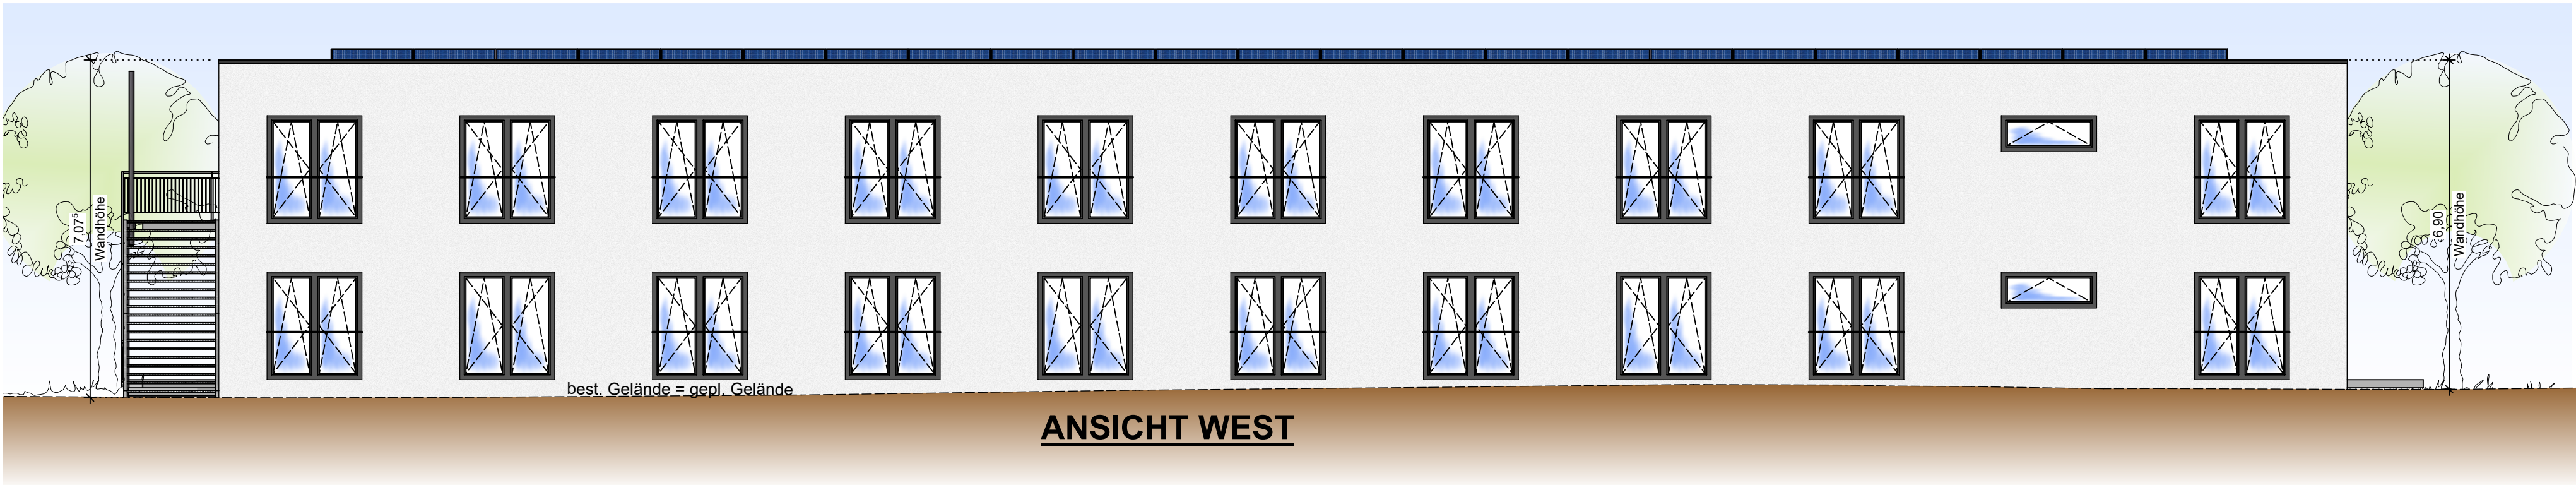 7,07⁵
Wandhöhe
6,90
Wandhöhe
best. Gelände = gepl. Gelände
ANSICHT WEST